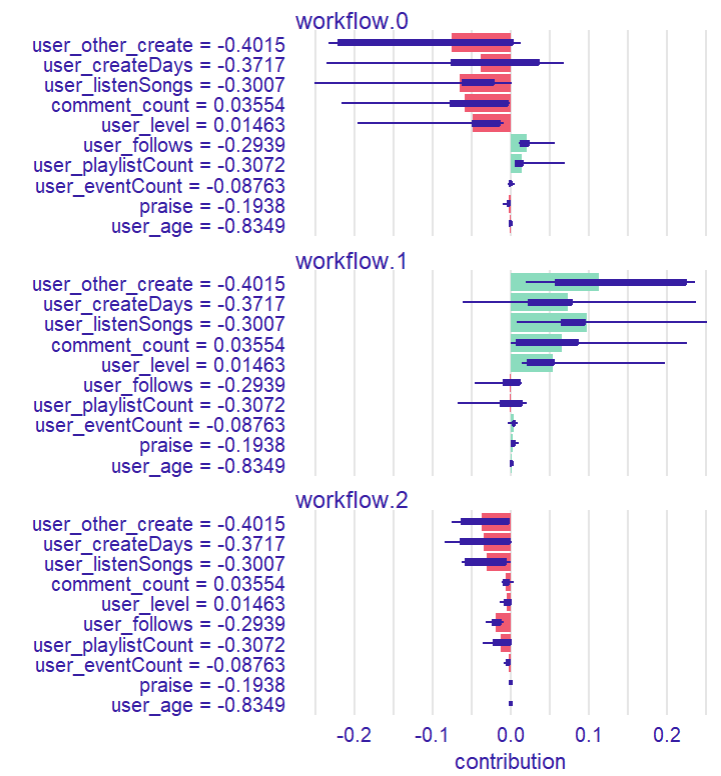 workflow.0
user_other_create = -0.4015
user_createDays = -0.3717
user_listenSongs = -0.3007
comment_count = 0.03554
user_level = 0.01463
user_follows = -0.2939
user_playlistCount = -0.3072
user_eventCount = -0.08763
praise = -0.1938
user_age = -0.8349
workflow.1
user_other_create = -0.4015
user_createDays = -0.3717
user_listenSongs = -0.3007
comment_count = 0.03554
user_level = 0.01463
user_follows = -0.2939
user_playlistCount = -0.3072
user_eventCount = -0.08763
praise = -0.1938
user_age = -0.8349
workflow.2
user_other_create = -0.4015
user_createDays = -0.3717
user_listenSongs = -0.3007
comment_count = 0.03554
user_level = 0.01463
user_follows = -0.2939
user_playlistCount = -0.3072
user_eventCount = -0.08763
praise = -0.1938
user_age = -0.8349
-0.2 -0.1 0.0 0.1 0.2
contribution